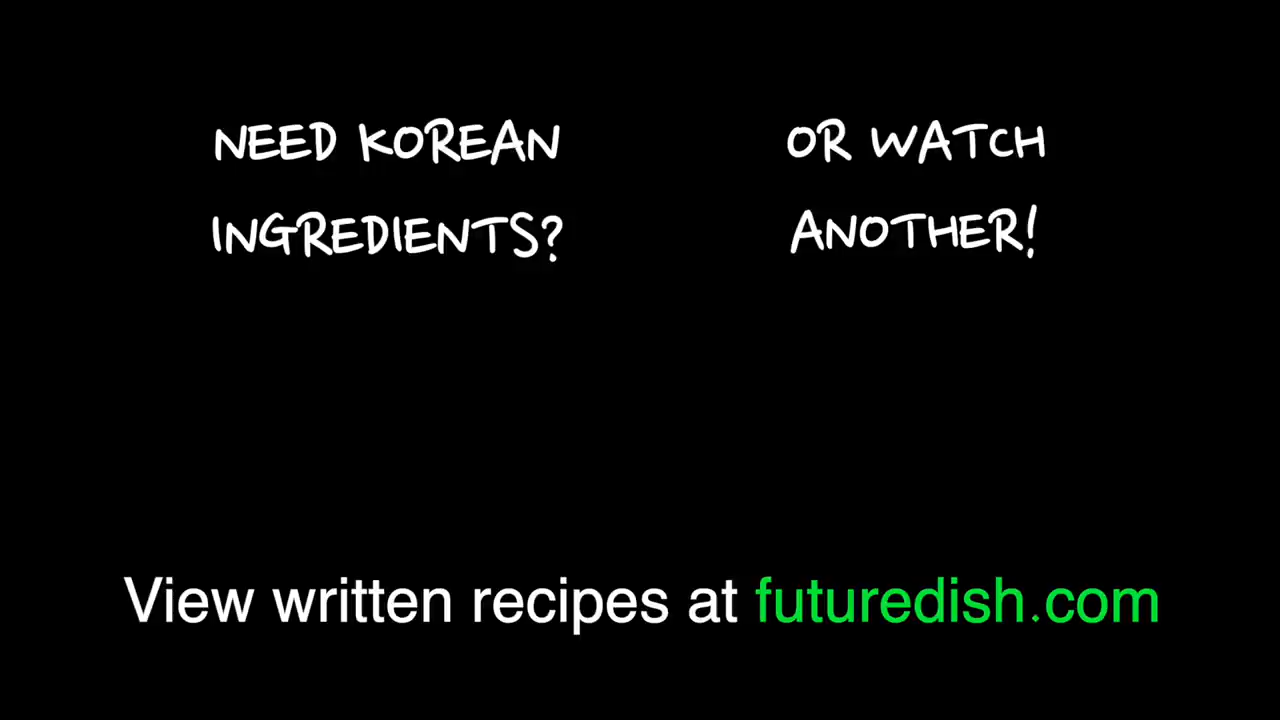 NEED KOREAN
INGREDIENTS?
OR WATCH
ANOTHER!
View written recipes at futuredish.com